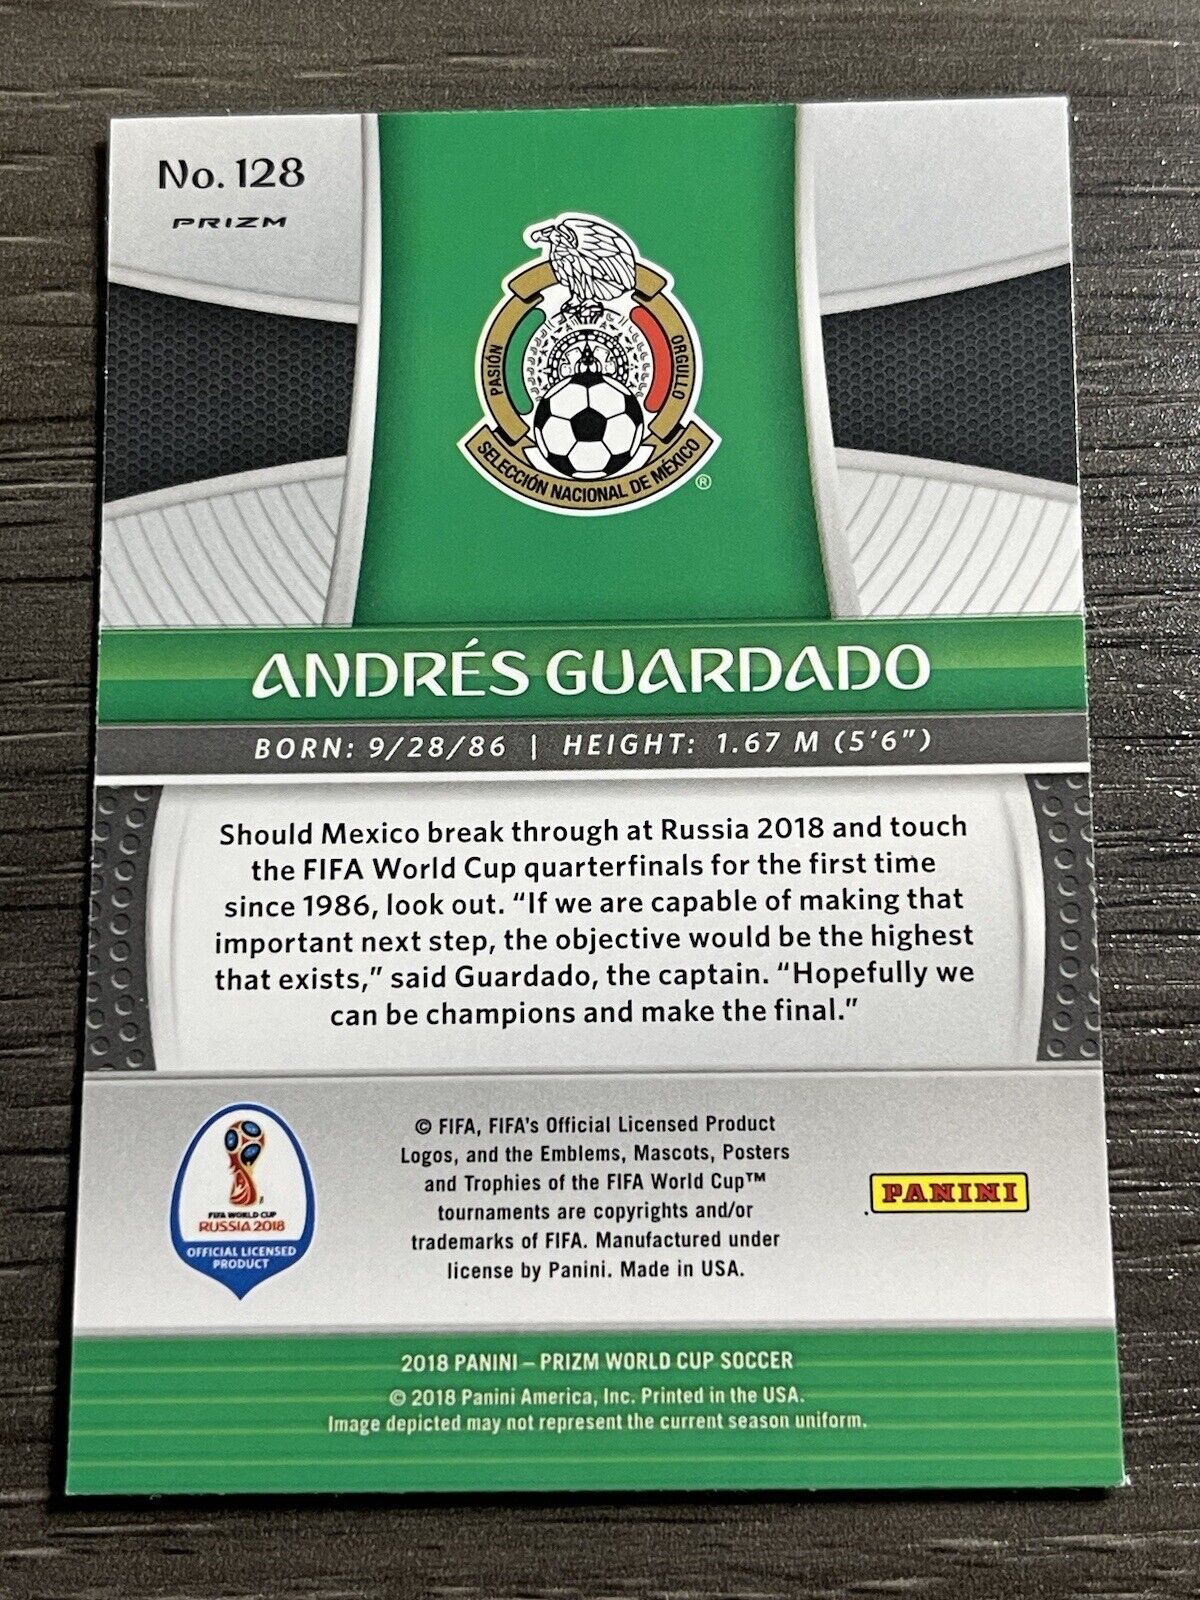 No. 128
PRIZM
PASIÓN
ORGULLO
SELECCIÓN NACIONAL DE MÉXICO
®
ANDRÉS GUARDADO
BORN: 9/28/86 | HEIGHT: 1.67 M (5'6")
Should Mexico break through at Russia 2018 and touch
the FIFA World Cup quarterfinals for the first time
since 1986, look out. “If we are capable of making that
important next step, the objective would be the highest
that exists,” said Guardado, the captain. “Hopefully we
can be champions and make the final.”
FIFA WORLD CUP
RUSSIA 2018
OFFICIAL LICENSED
PRODUCT
© FIFA, FIFA's Official Licensed Product
Logos, and the Emblems, Mascots, Posters
and Trophies of the FIFA World Cup™
tournaments are copyrights and/or
trademarks of FIFA. Manufactured under
license by Panini. Made in USA.
PANINI
2018 PANINI – PRIZM WORLD CUP SOCCER
© 2018 Panini America, Inc. Printed in the USA.
Image depicted may not represent the current season uniform.